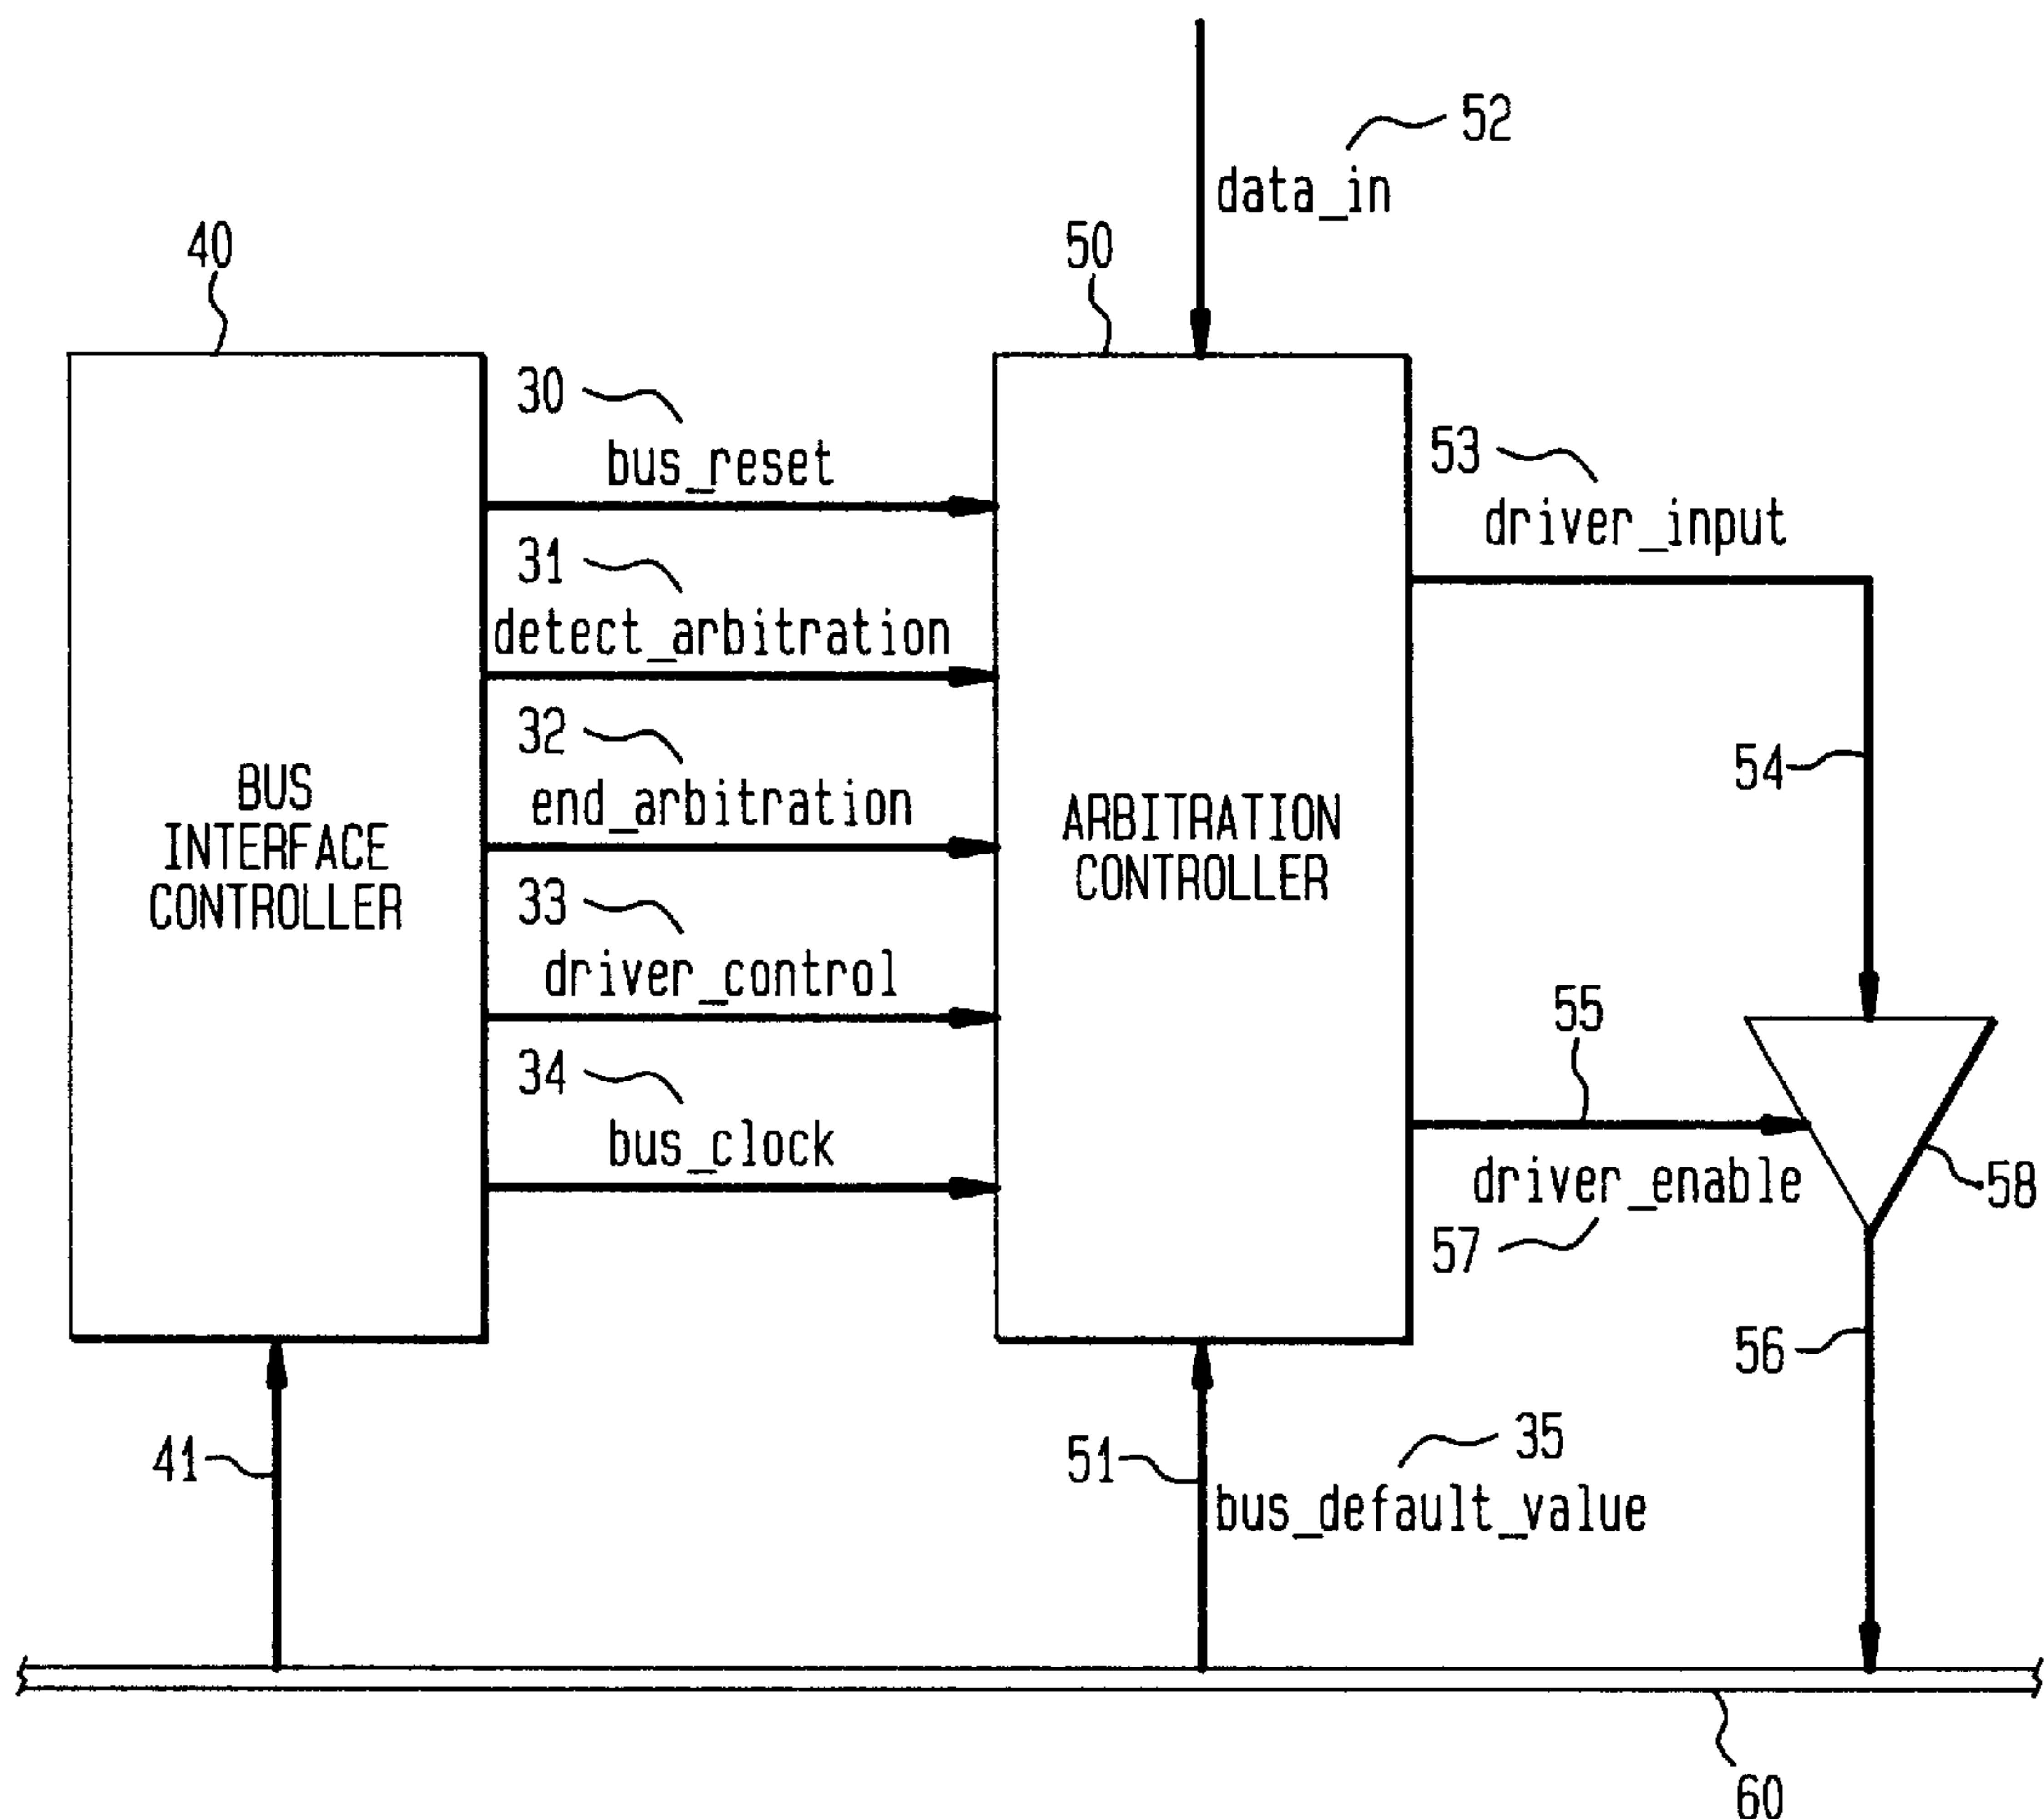 52
data_in
40
50
30
bus_reset
53
driver_input
31
detect_arbitration
32
end_arbitration
54
BUS
INTERFACE
CONTROLLER
ARBITRATION
CONTROLLER
33
driver_control
55
34
bus_clock
driver_enable
58
57
56
41
51
35
bus_default_value
60